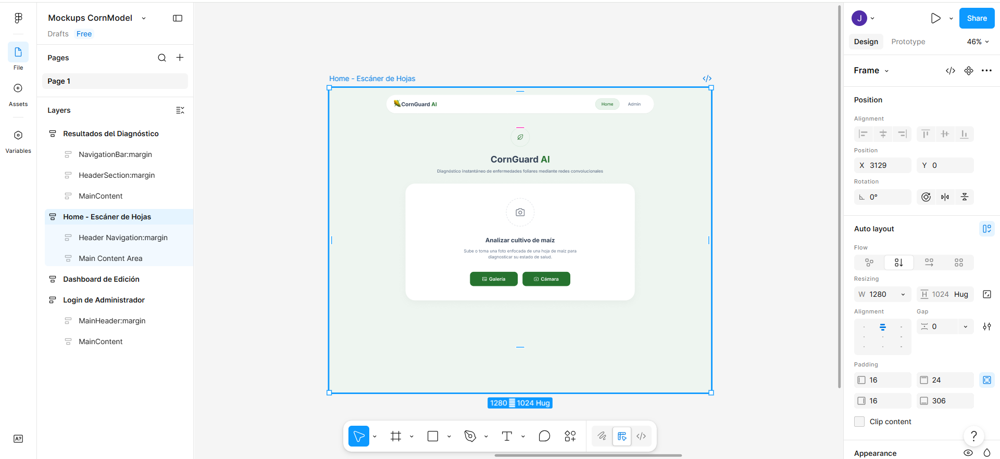 Mockups CornModel
Drafts Free
File
Assets
Variables
Pages
Page 1
Layers
Resultados del Diagnóstico
NavigationBar:margin
HeaderSection:margin
MainContent
Home - Escáner de Hojas
Header Navigation:margin
Main Content Area
Dashboard de Edición
Login de Administrador
MainHeader:margin
MainContent
A?
Home - Escáner de Hojas
CornGuard AI
Home
Admin
CornGuard AI
Diagnóstico instantáneo de enfermedades foliares mediante redes convolucionales
Analizar cultivo de maíz
Sube o toma una foto enfocada de una hoja de maíz para
diagnosticar su estado de salud.
Galería
Cámara
1280 1024 Hug
J
Share
Design Prototype 46%
Frame
Position
Alignment
Position
X 3129 Y 0
Rotation
0°
Auto layout
Flow
Resizing
W 1280 H 1024 Hug
Alignment Gap
0
Padding
16 24
16 306
Clip content
?
Appearance